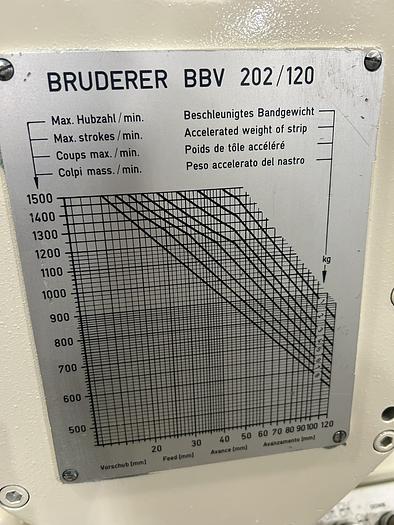 BRUDERER BBV 202/120
Max. Hubzahl/min.
Max. strokes/min.
Coups max./min.
Colpi mass./min.
Beschleunigtes Bandgewicht
Accelerated weight of strip
Poids de tôle accéléré
Peso accelerato del nastro
1500
1400
1300
1200
1100
1000
900
800
700
600
500
kg
20 30 40 50 60 70 80 90 100 120
Vorschub (mm) Feed (mm) Avance (mm) Avanzamento (mm)